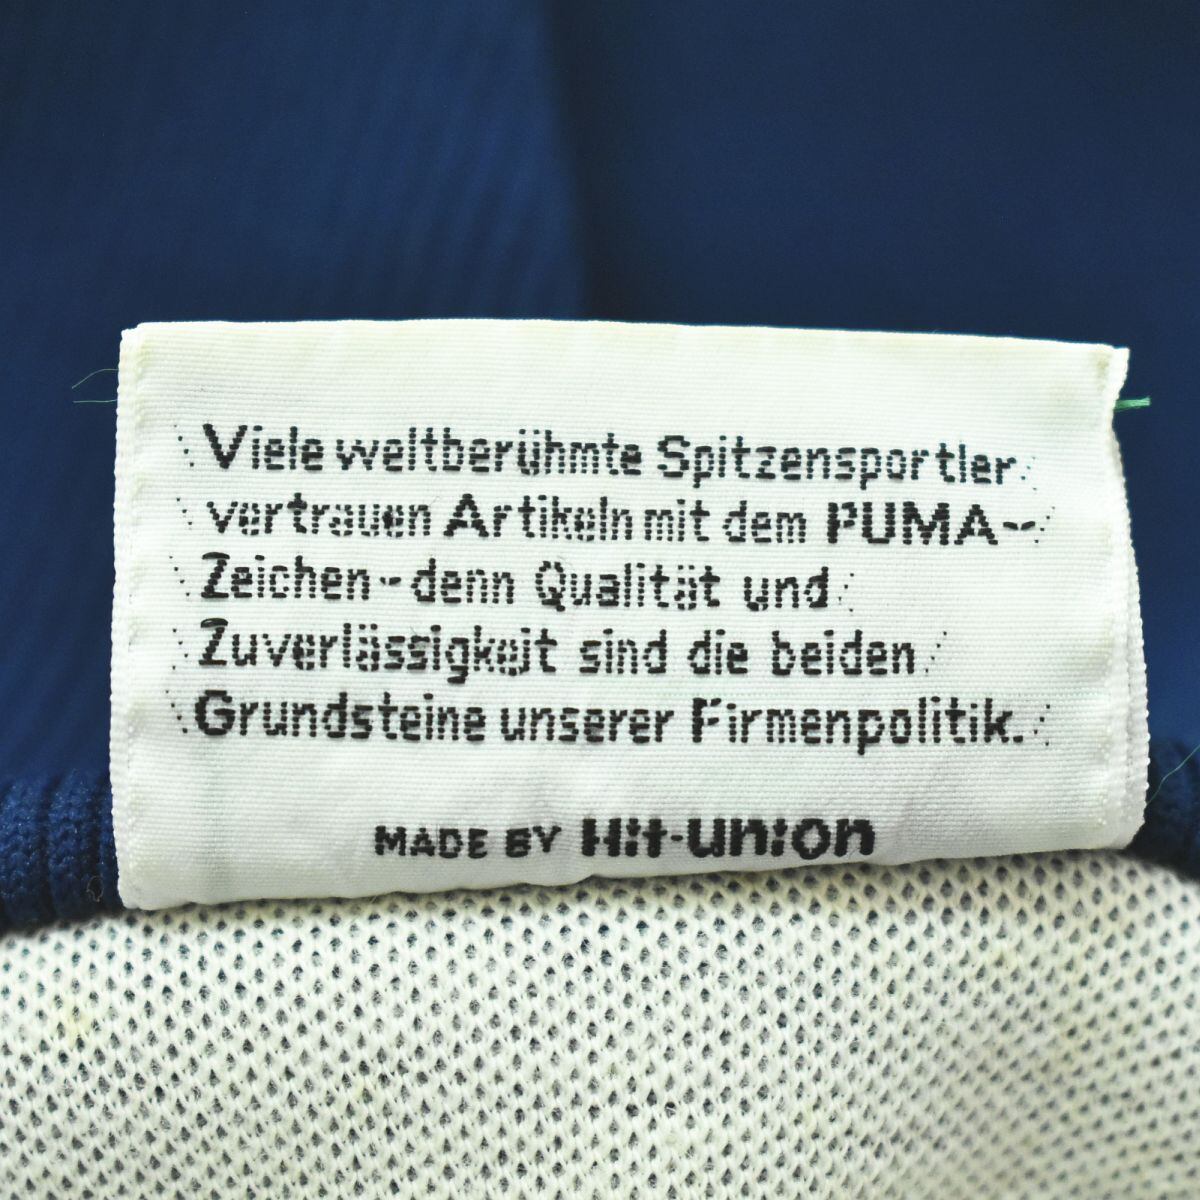 Viele weltberühmte Spitzensportler
vertrauen Artikeln mit dem PUMA-
Zeichen-denn Qualität und
Zuverlässigkeit sind die beiden
Grundsteine unserer Firmenpolitik.
MADE BY Hit-union